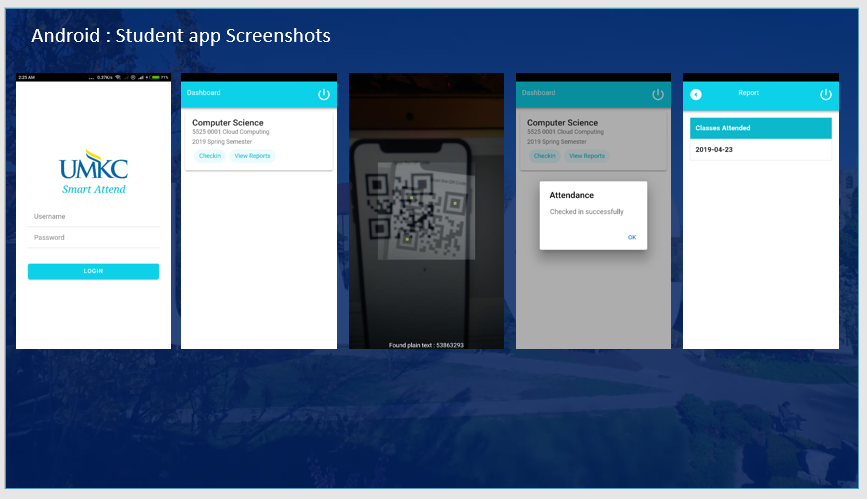 Android : Student app Screenshots
3:25 AM
0.37K/s
71%
UMKC
Smart Attend
Username
Password
LOGIN
Dashboard
Computer Science
5525 0001 Cloud Computing
2019 Spring Semester
Checkin
View Reports
Found plain text : 53863293
Dashboard
Computer Science
5525 0001 Cloud Computing
2019 Spring Semester
Checkin
View Reports
Attendance
Checked in successfully
OK
Report
Classes Attended
2019-04-23